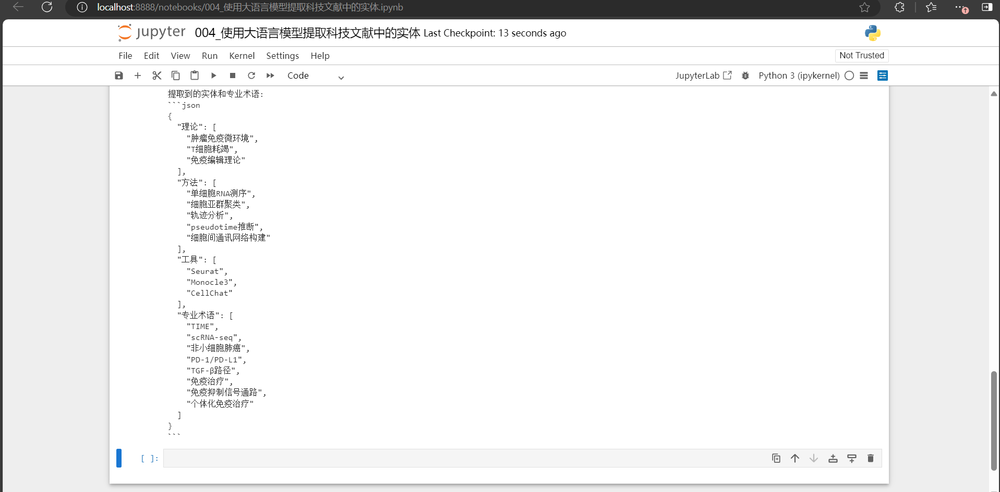 localhost:8888/notebooks/004_使用大语言模型提取科技文献中的实体.ipynb
jupyter 004_使用大语言模型提取科技文献中的实体 Last Checkpoint: 13 seconds ago
File Edit View Run Kernel Settings Help Not Trusted
Code JupyterLab Python 3 (ipykernel)
提取到的实体和专业术语:
```json
{
  "理论": [
    "肿瘤免疫微环境",
    "T细胞耗竭",
    "免疫编辑理论"
  ],
  "方法": [
    "单细胞RNA测序",
    "细胞亚群聚类",
    "轨迹分析",
    "pseudotime推断",
    "细胞间通讯网络构建"
  ],
  "工具": [
    "Seurat",
    "Monocle3",
    "CellChat"
  ],
  "专业术语": [
    "TIME",
    "scRNA-seq",
    "非小细胞肺癌",
    "PD-1/PD-L1",
    "TGF-β路径",
    "免疫治疗",
    "免疫抑制信号通路",
    "个体化免疫治疗"
  ]
}
```
[ ]: